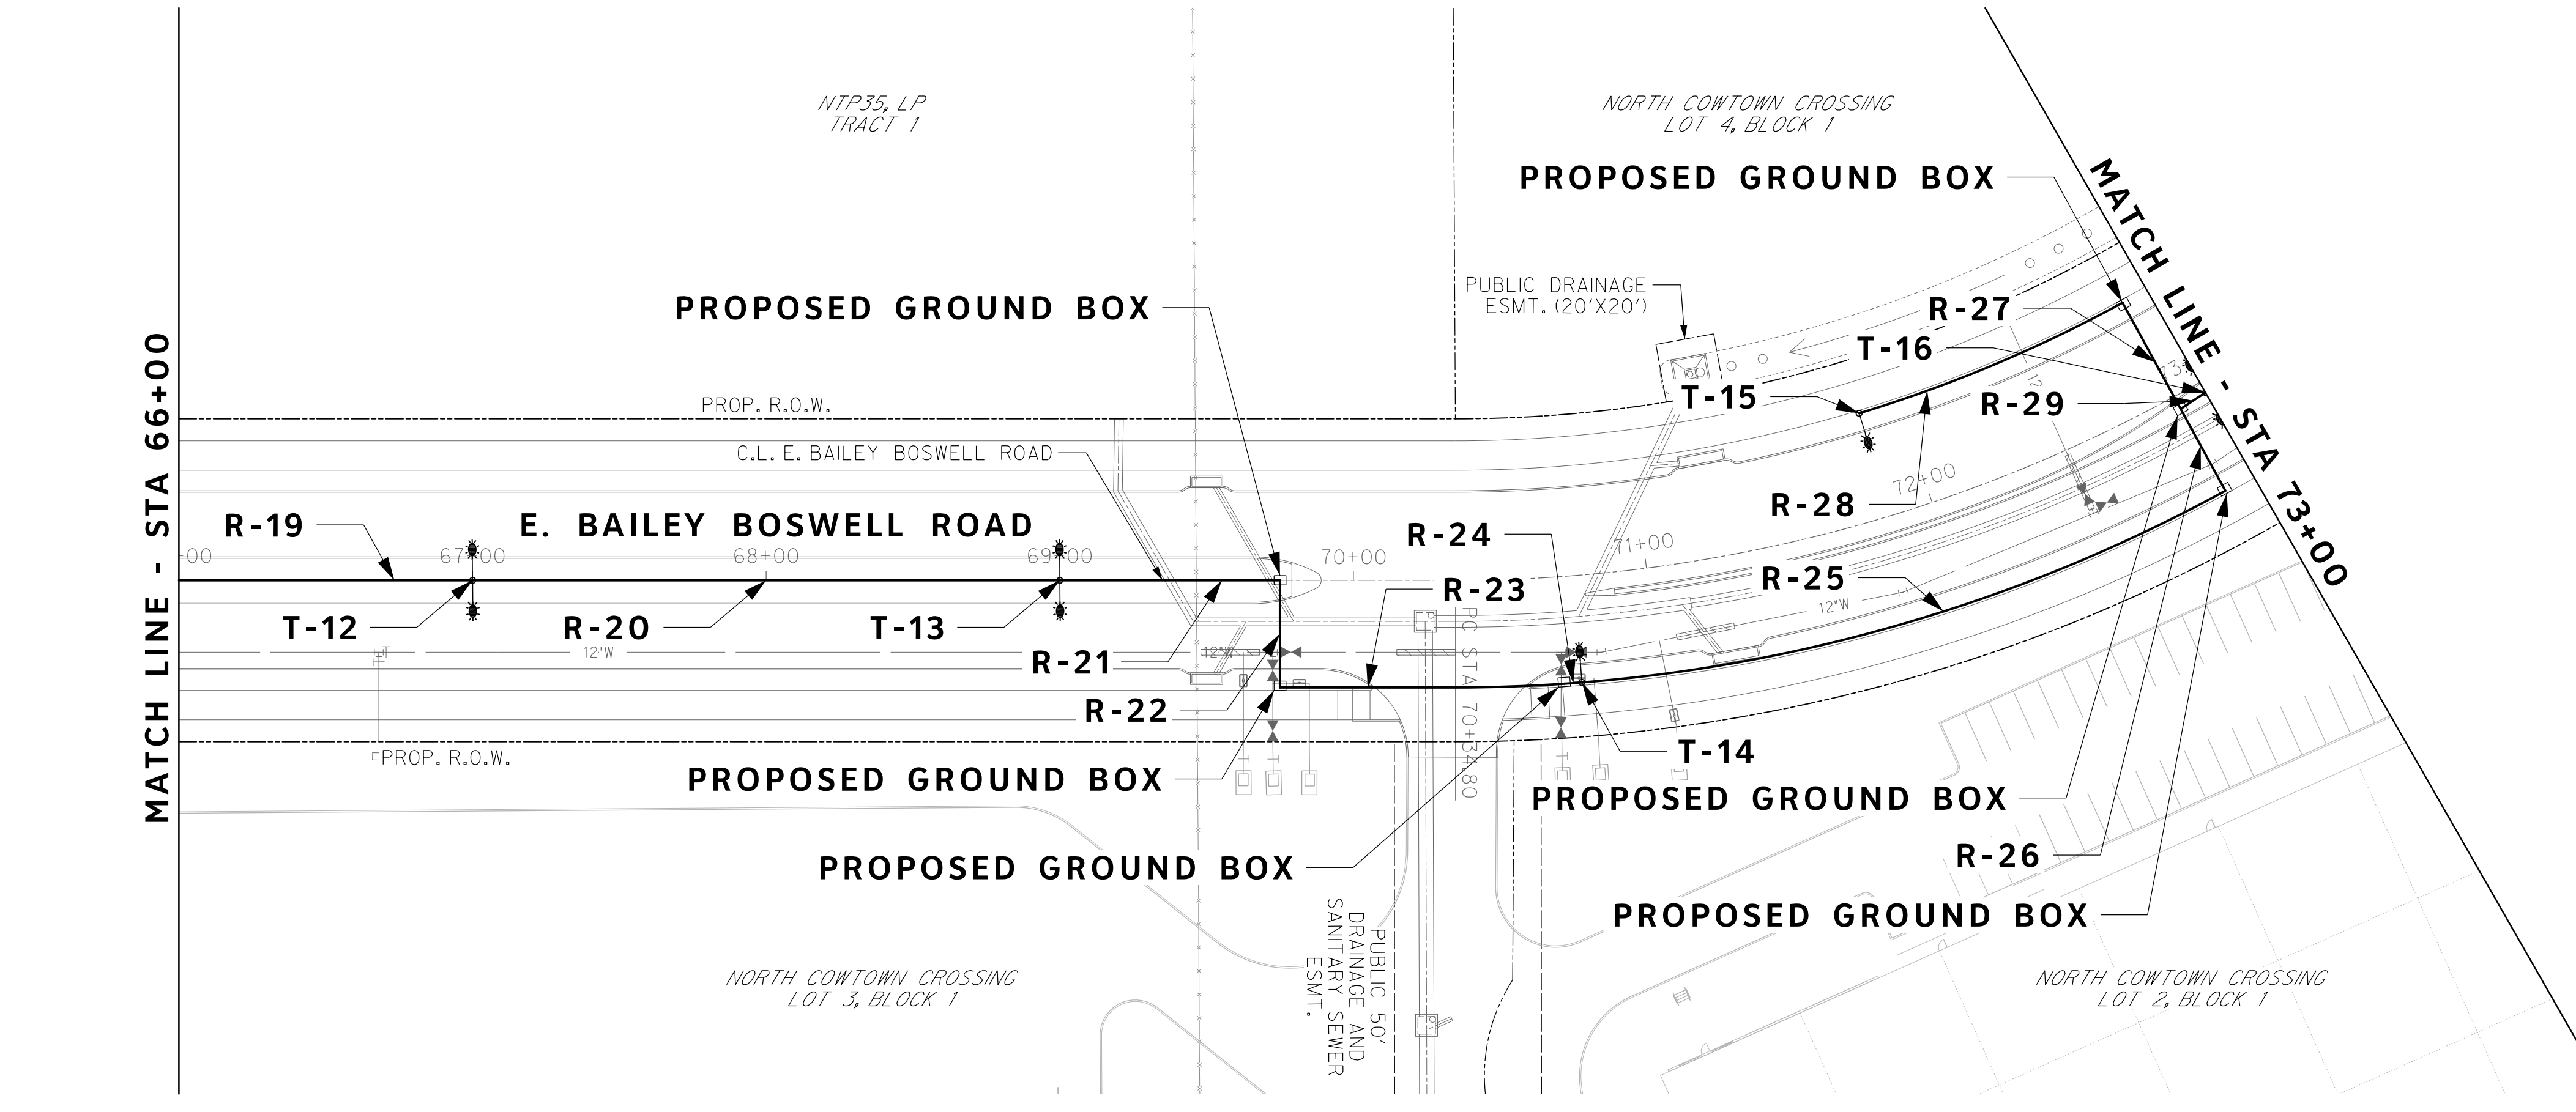 NTP35, LP
TRACT 1
NORTH COWTOWN CROSSING
LOT 4, BLOCK 1
PROPOSED GROUND BOX
MATCH LINE - STA 73+00
PUBLIC DRAINAGE
ESMT. (20'X20')
PROPOSED GROUND BOX
R-27
T-16
T-15
R-29
PROP. R.O.W.
C.L. E. BAILEY BOSWELL ROAD
MATCH LINE - STA 66+00
R-19
E. BAILEY BOSWELL ROAD
67+00
68+00
69+00
70+00
71+00
72+00
R-28
R-24
R-23
R-25
12"W
T-12
R-20
T-13
12"W
12"W
R-21
R-22
PC STA 70+34.80
T-14
PROP. R.O.W.
PROPOSED GROUND BOX
PROPOSED GROUND BOX
PROPOSED GROUND BOX
R-26
PROPOSED GROUND BOX
PUBLIC 50'
DRAINAGE AND
SANITARY SEWER
ESMT.
NORTH COWTOWN CROSSING
LOT 3, BLOCK 1
NORTH COWTOWN CROSSING
LOT 2, BLOCK 1